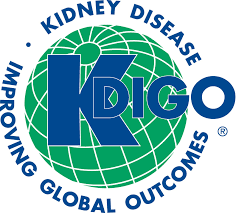 • KIDNEY DISEASE
KDIGO
IMPROVING GLOBAL OUTCOMES
®